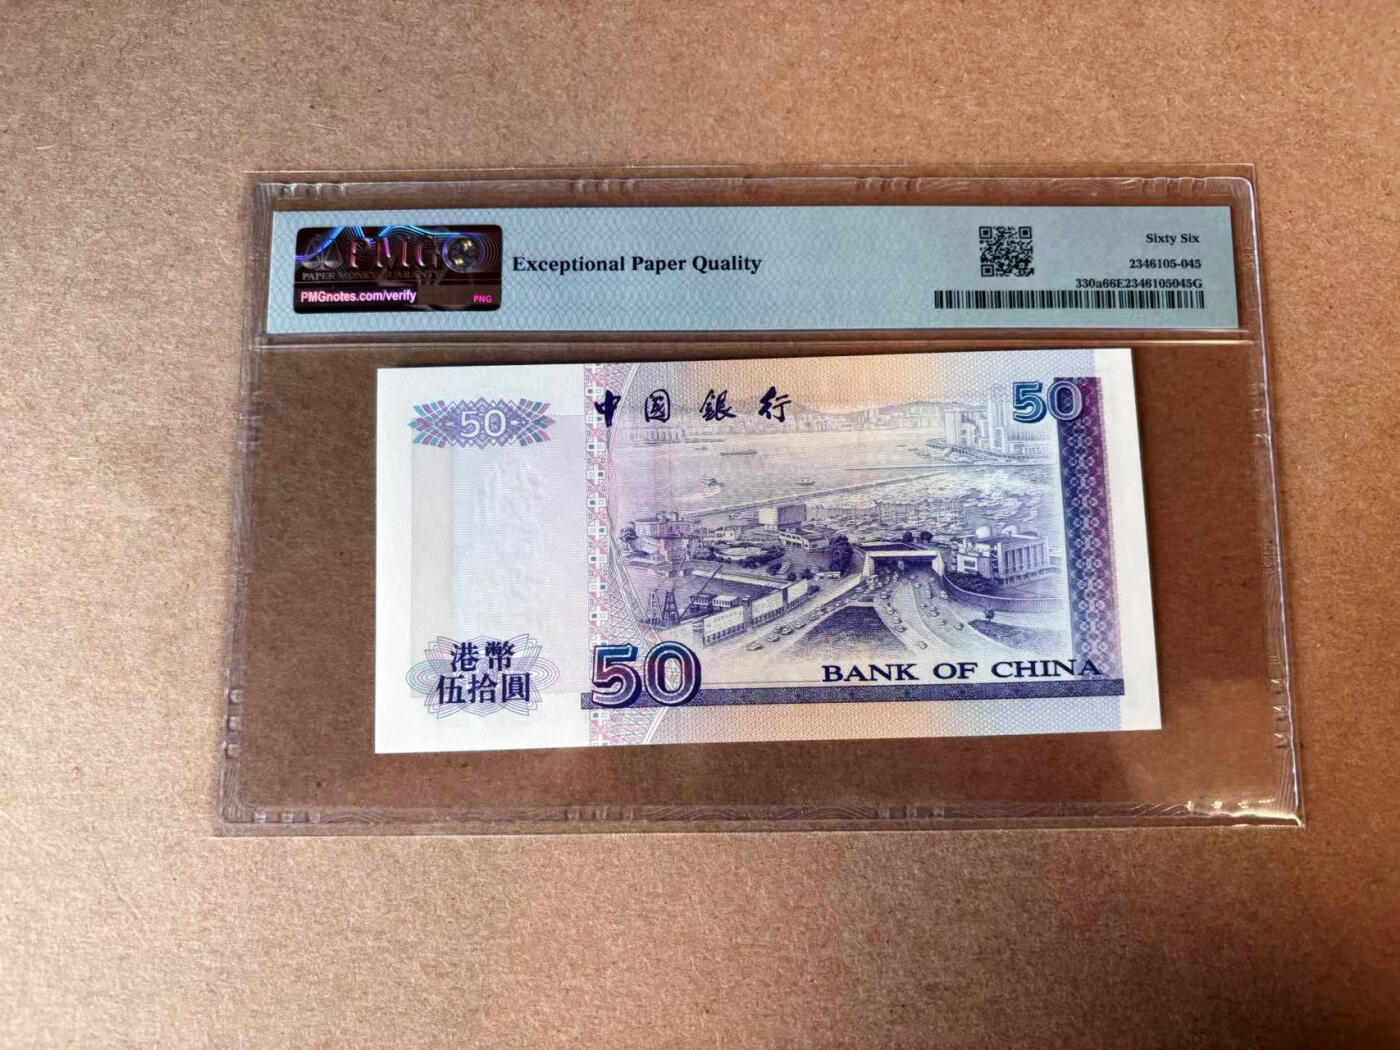 PMG
PAPER MONEY GUARANTY
PMGnotes.com/verify
PNG
Exceptional Paper Quality
Sixty Six
2346105-045
330a66E2346105045G
50
中國銀行
50
港幣
伍拾圓
50
BANK OF CHINA